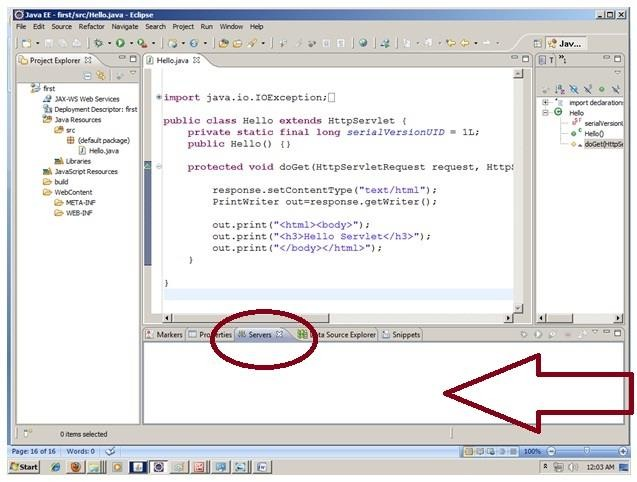 Java EE - first/src/Hello.java - Eclipse
File Edit Source Refactor Navigate Search Project Run Window Help
Jav...
Project Explorer
first
JAX-WS Web Services
Deployment Descriptor: first
Java Resources
src
(default package)
Hello.java
Libraries
JavaScript Resources
build
WebContent
META-INF
WEB-INF
Hello.java
import java.io.IOException;
public class Hello extends HttpServlet {
private static final long serialVersionUID = 1L;
public Hello() {}
protected void doGet(HttpServletRequest request, HttpS
response.setContentType("text/html");
PrintWriter out=response.getWriter();
out.print("<html><body>");
out.print("<h3>Hello Servlet</h3>");
out.print("</body></html>");
}
}
import declarations
Hello
serialVersionU
Hello()
doGet(HttpS
Markers Properties Servers Data Source Explorer Snippets
0 items selected
Page: 16 of 16 Words: 0 100%
Start 12:03 AM